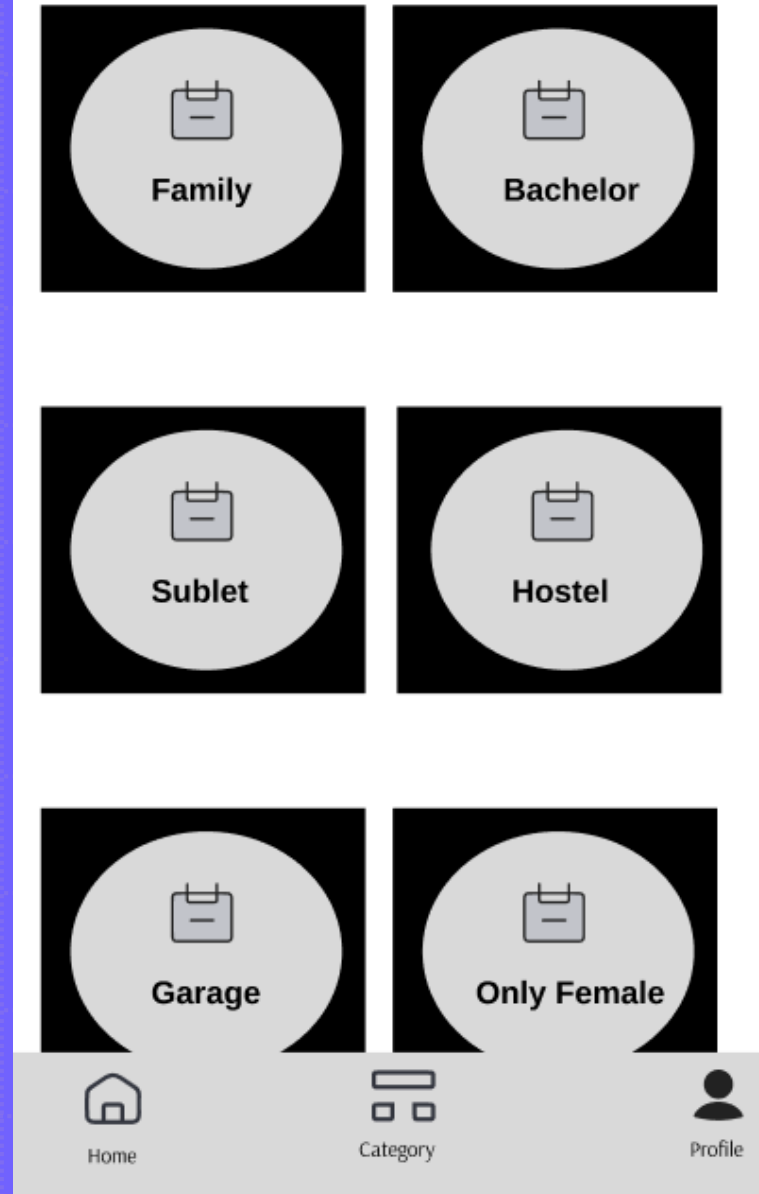 Family
Bachelor
Sublet
Hostel
Garage
Only Female
Home
Category
Profile